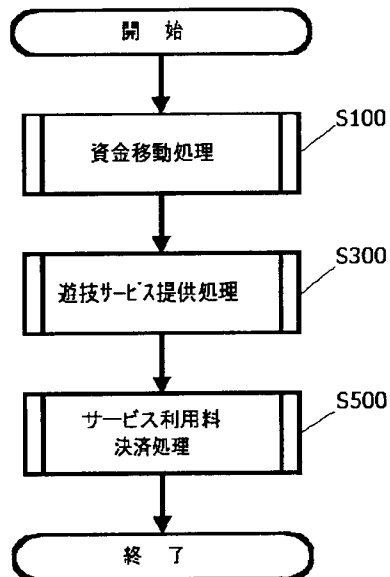 開 始
資金移動処理
S100
遊技サービス提供処理
S300
サービス利用料
決済処理
S500
終 了